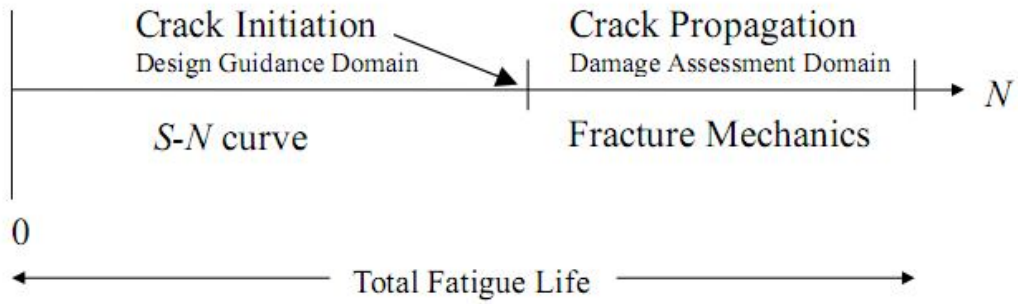 Crack Initiation
Design Guidance Domain
Crack Propagation
Damage Assessment Domain
N
S-N curve
Fracture Mechanics
0
Total Fatigue Life